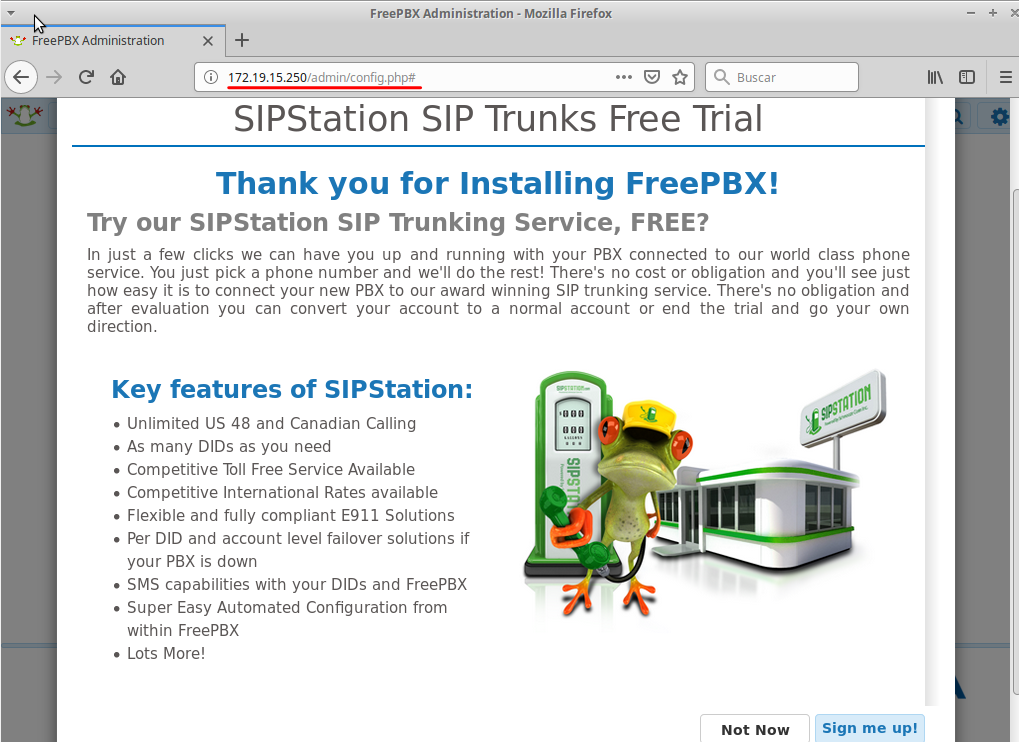 FreePBX Administration - Mozilla Firefox
FreePBX Administration
172.19.15.250/admin/config.php#
Buscar
SIPStation SIP Trunks Free Trial
Thank you for Installing FreePBX!
Try our SIPStation SIP Trunking Service, FREE?
In just a few clicks we can have you up and running with your PBX connected to our world class phone
service. You just pick a phone number and we'll do the rest! There's no cost or obligation and you'll see just
how easy it is to connect your new PBX to our award winning SIP trunking service. There's no obligation and
after evaluation you can convert your account to a normal account or end the trial and go your own
direction.
Key features of SIPStation:
Unlimited US 48 and Canadian Calling
As many DIDs as you need
Competitive Toll Free Service Available
Competitive International Rates available
Flexible and fully compliant E911 Solutions
Per DID and account level failover solutions if
your PBX is down
SMS capabilities with your DIDs and FreePBX
Super Easy Automated Configuration from
within FreePBX
Lots More!
SIPSTATION
000
GALLONS
SIPSTATION
SIPSTATION
Not Now
Sign me up!